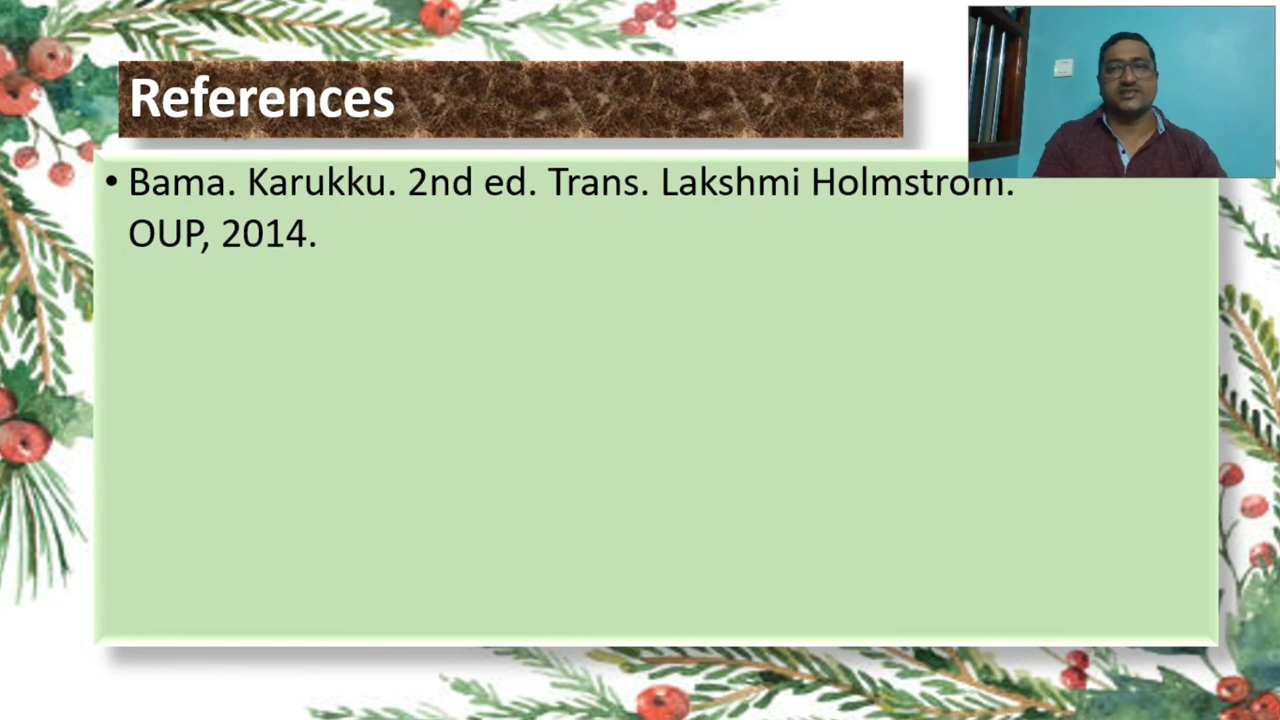 References
• Bama. Karukku. 2nd ed. Trans. Lakshmi Holmstrom.
OUP, 2014.